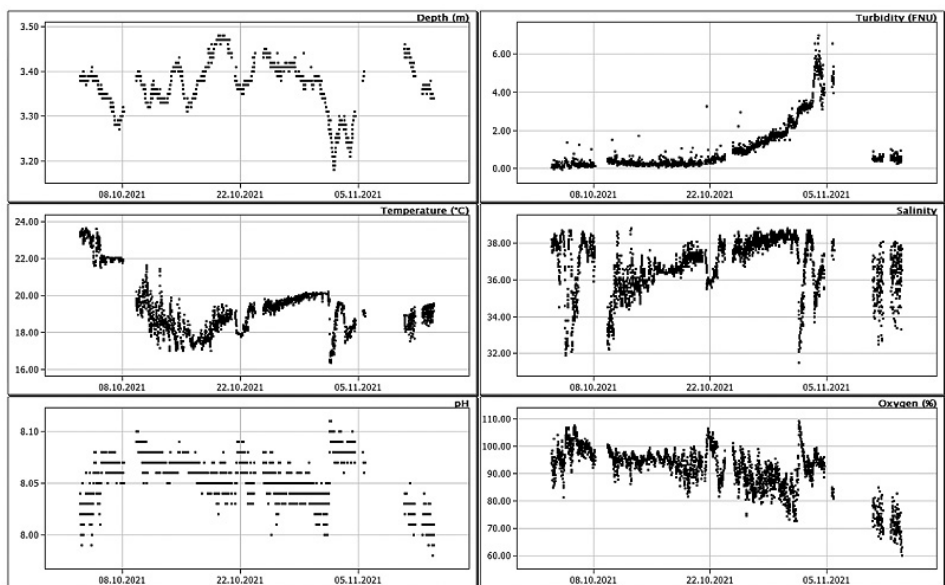 Depth (m)
3.50
3.40
3.30
3.20
08.10.2021 22.10.2021 05.11.2021
Turbidity (FNU)
6.00
4.00
2.00
0.00
08.10.2021 22.10.2021 05.11.2021
Temperature (°C)
24.00
22.00
20.00
18.00
16.00
08.10.2021 22.10.2021 05.11.2021
Salinity
38.00
36.00
34.00
32.00
08.10.2021 22.10.2021 05.11.2021
pH
8.10
8.05
8.00
08.10.2021 22.10.2021 05.11.2021
Oxygen (%)
110.00
100.00
90.00
80.00
70.00
60.00
08.10.2021 22.10.2021 05.11.2021